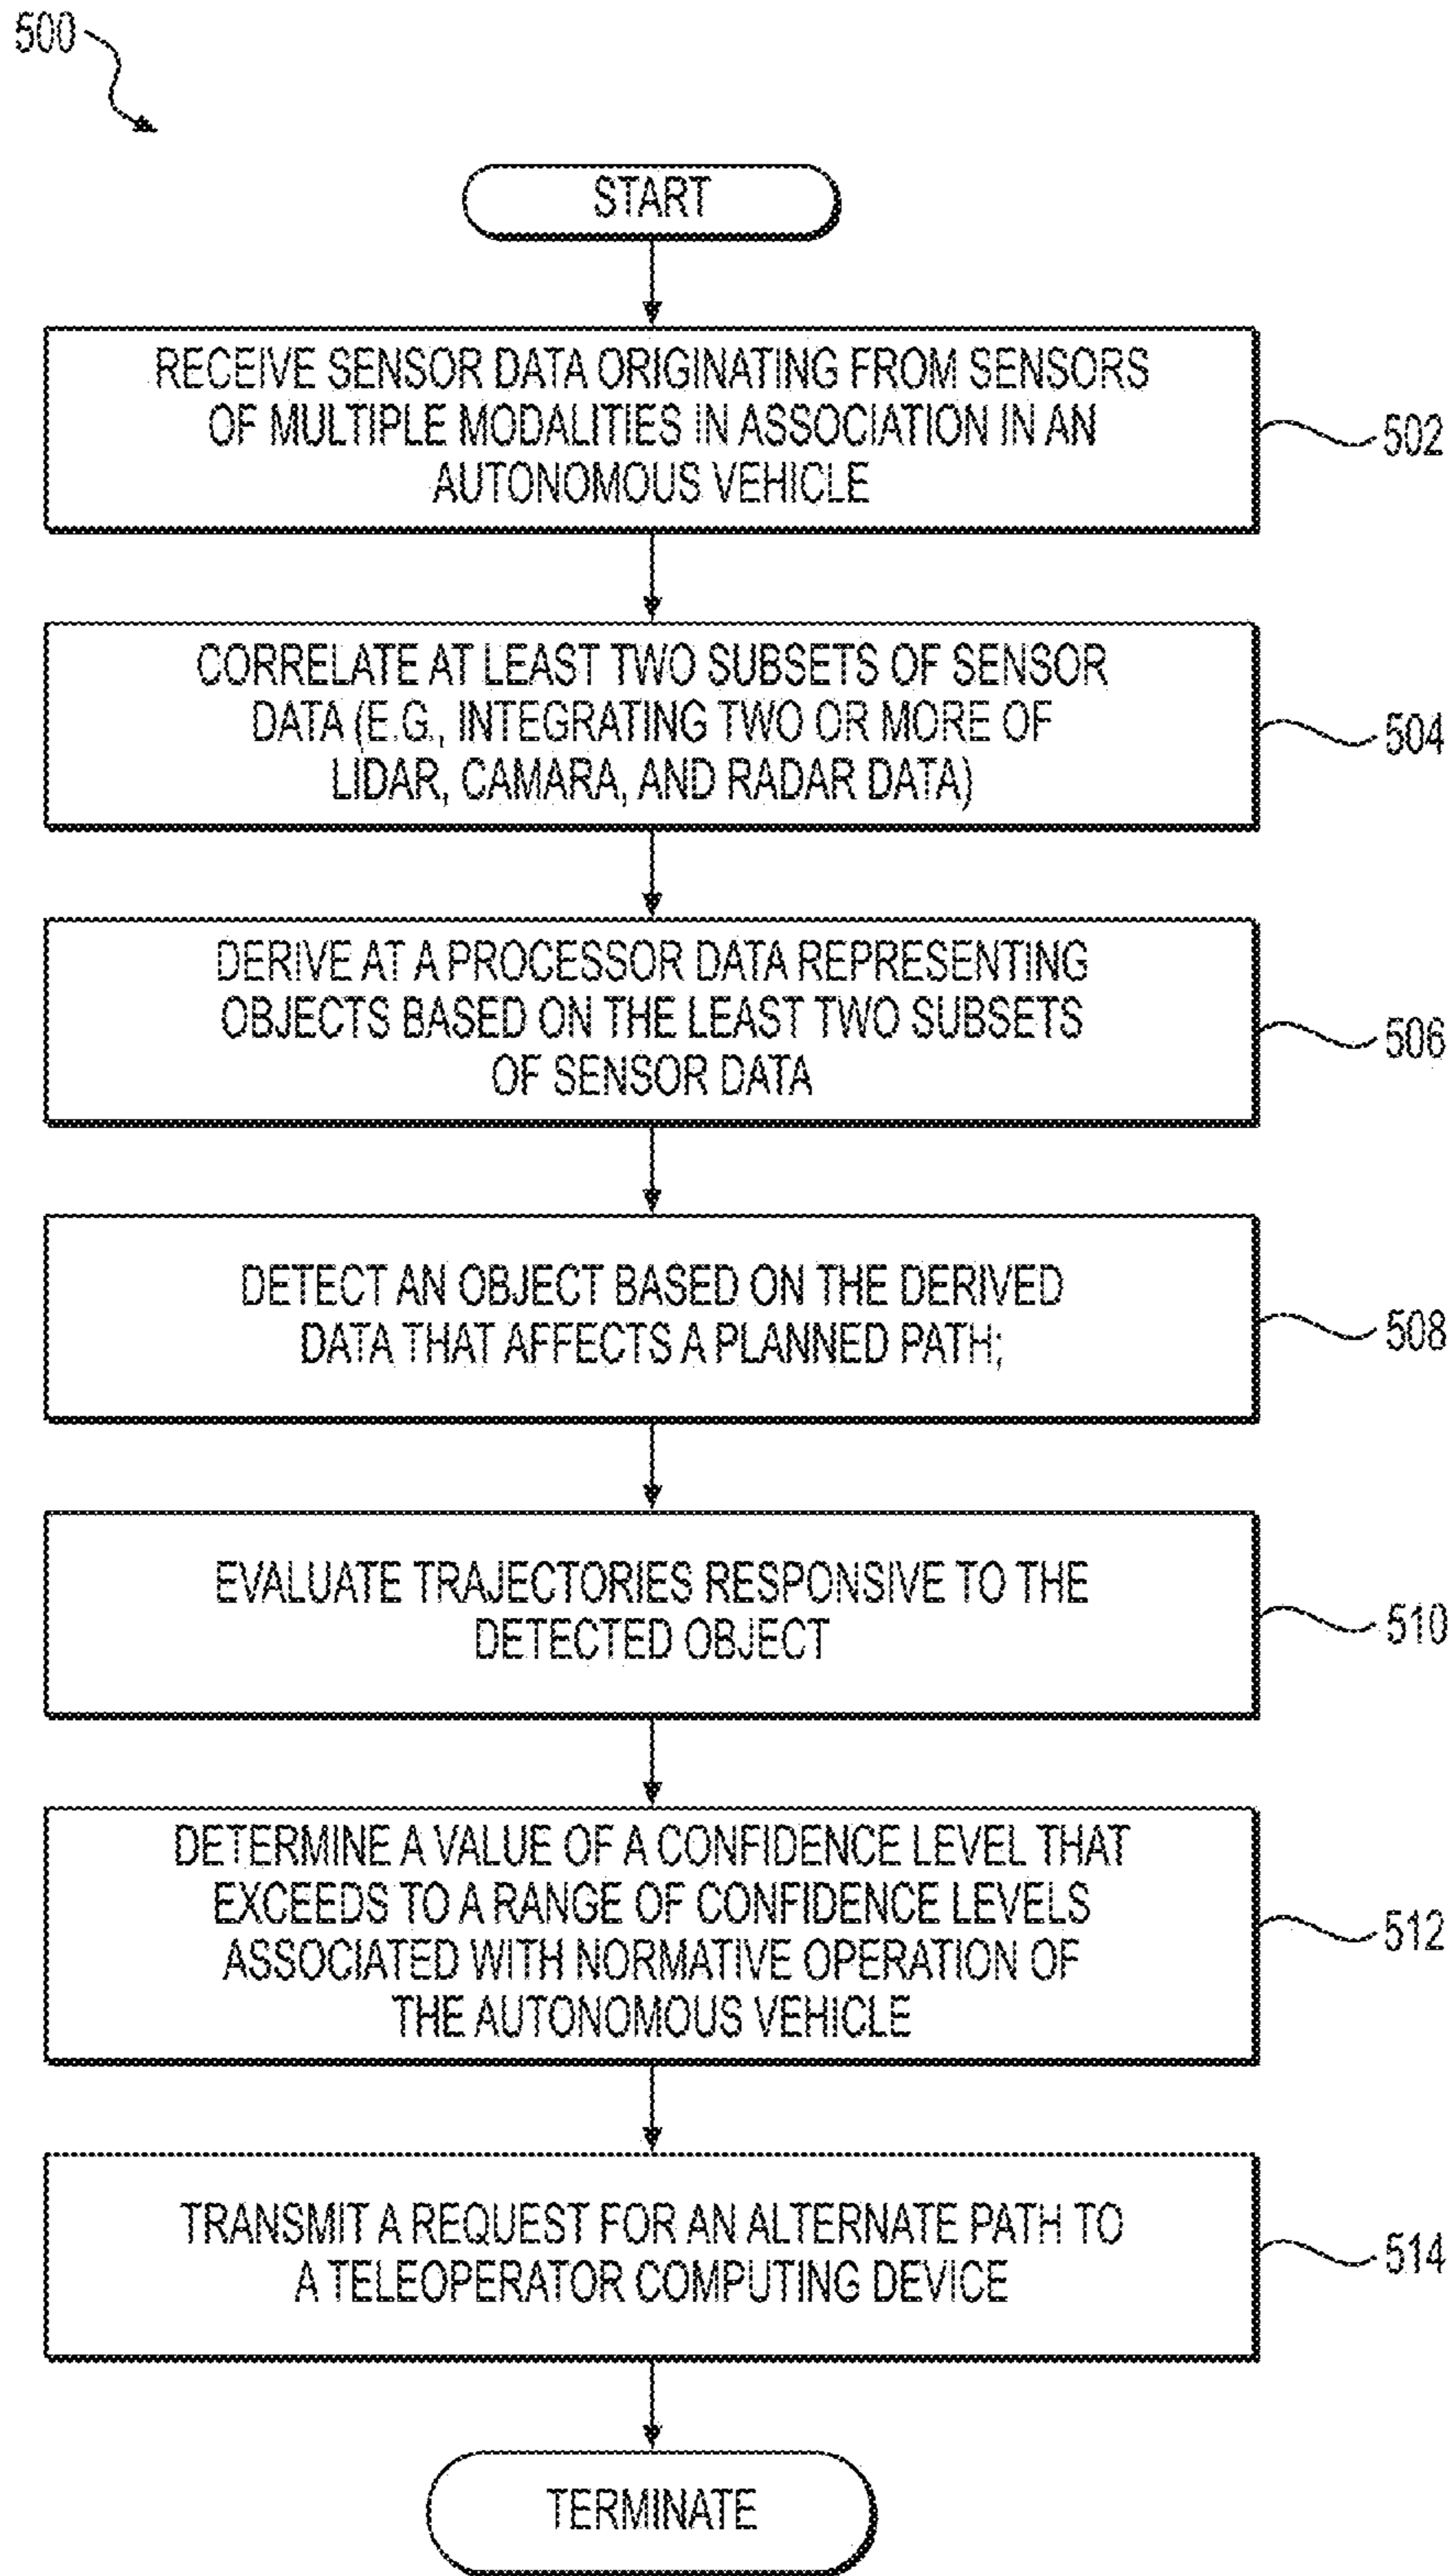 500
START
RECEIVE SENSOR DATA ORIGINATING FROM SENSORS
OF MULTIPLE MODALITIES IN ASSOCIATION IN AN
AUTONOMOUS VEHICLE
502
CORRELATE AT LEAST TWO SUBSETS OF SENSOR
DATA (E.G., INTEGRATING TWO OR MORE OF
LIDAR, CAMARA, AND RADAR DATA)
504
DERIVE AT A PROCESSOR DATA REPRESENTING
OBJECTS BASED ON THE LEAST TWO SUBSETS
OF SENSOR DATA
506
DETECT AN OBJECT BASED ON THE DERIVED
DATA THAT AFFECTS A PLANNED PATH;
508
EVALUATE TRAJECTORIES RESPONSIVE TO THE
DETECTED OBJECT
510
DETERMINE A VALUE OF A CONFIDENCE LEVEL THAT
EXCEEDS TO A RANGE OF CONFIDENCE LEVELS
ASSOCIATED WITH NORMATIVE OPERATION OF
THE AUTONOMOUS VEHICLE
512
TRANSMIT A REQUEST FOR AN ALTERNATE PATH TO
A TELEOPERATOR COMPUTING DEVICE
514
TERMINATE